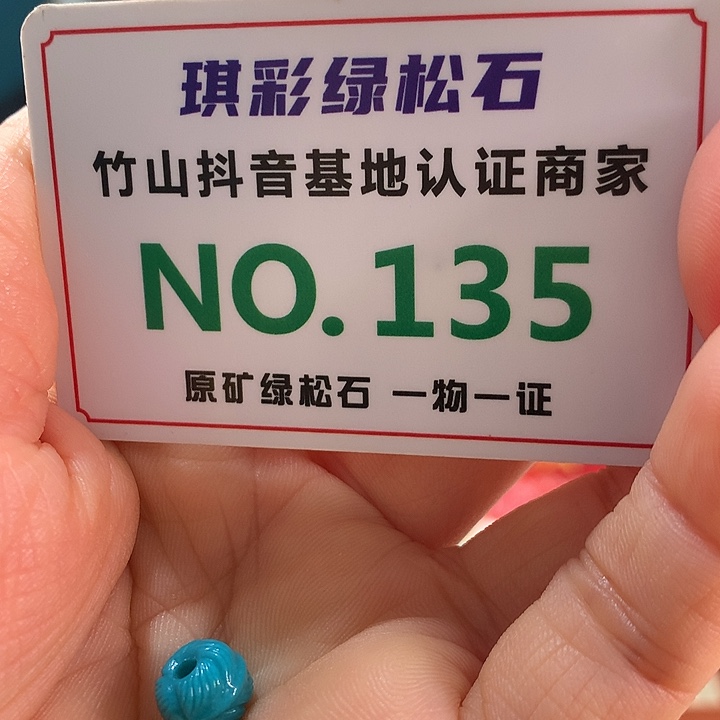 琪彩绿松石
竹山抖音基地认证商家
NO.135
原矿绿松石 一物一证